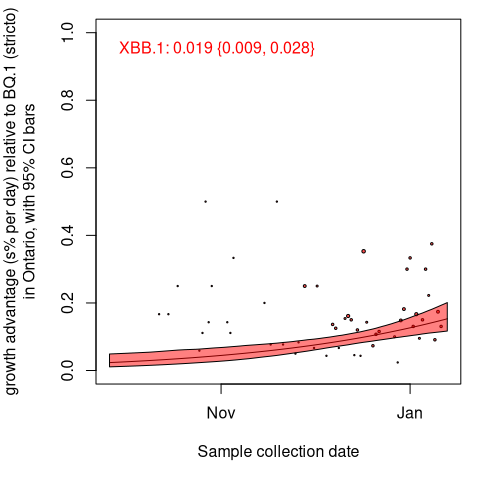 growth advantage (s% per day) relative to BQ.1 (stricto)
in Ontario, with 95% CI bars
XBB.1: 0.019 {0.009, 0.028}
1.0
0.8
0.6
0.4
0.2
0.0
Nov
Jan
Sample collection date